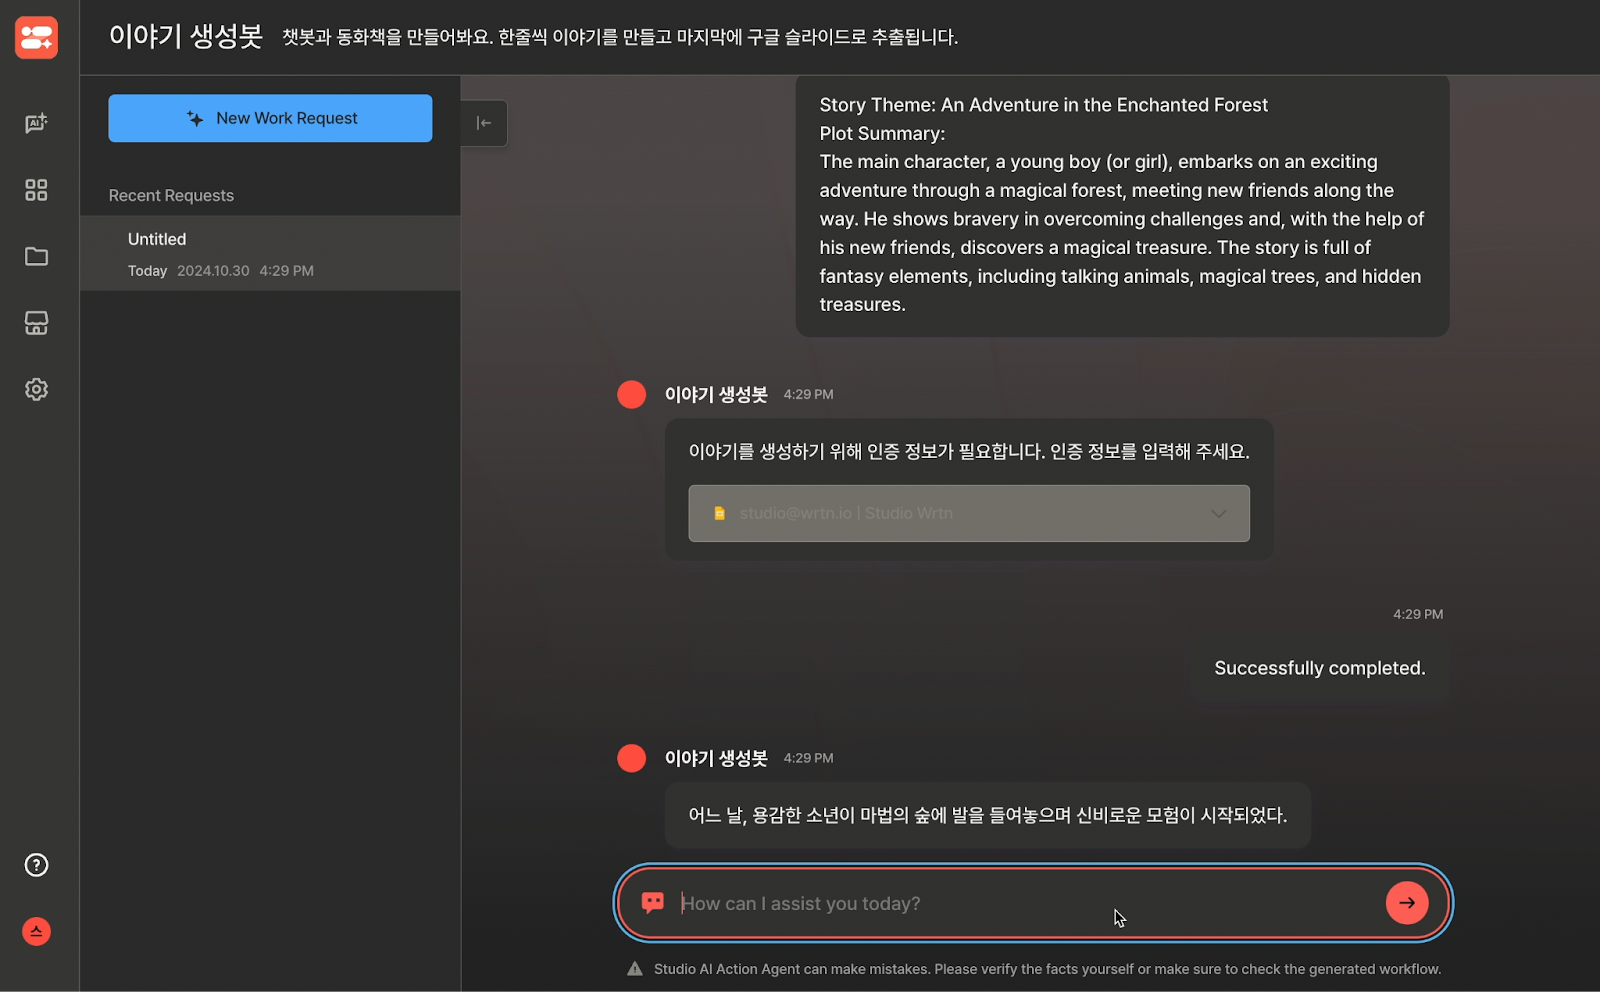 이야기 생성봇
챗봇과 동화책을 만들어봐요. 한줄씩 이야기를 만들고 마지막에 구글 슬라이드로 추출됩니다.
AI
New Work Request
Recent Requests
Untitled
Today 2024.10.30 4:29 PM
Story Theme: An Adventure in the Enchanted Forest
Plot Summary:
The main character, a young boy (or girl), embarks on an exciting
adventure through a magical forest, meeting new friends along the
way. He shows bravery in overcoming challenges and, with the help of
his new friends, discovers a magical treasure. The story is full of
fantasy elements, including talking animals, magical trees, and hidden
treasures.
이야기 생성봇 4:29 PM
이야기를 생성하기 위해 인증 정보가 필요합니다. 인증 정보를 입력해 주세요.
studio@wrtn.io | Studio Wrtn
4:29 PM
Successfully completed.
이야기 생성봇 4:29 PM
어느 날, 용감한 소년이 마법의 숲에 발을 들여놓으며 신비로운 모험이 시작되었다.
How can I assist you today?
Studio AI Action Agent can make mistakes. Please verify the facts yourself or make sure to check the generated workflow.